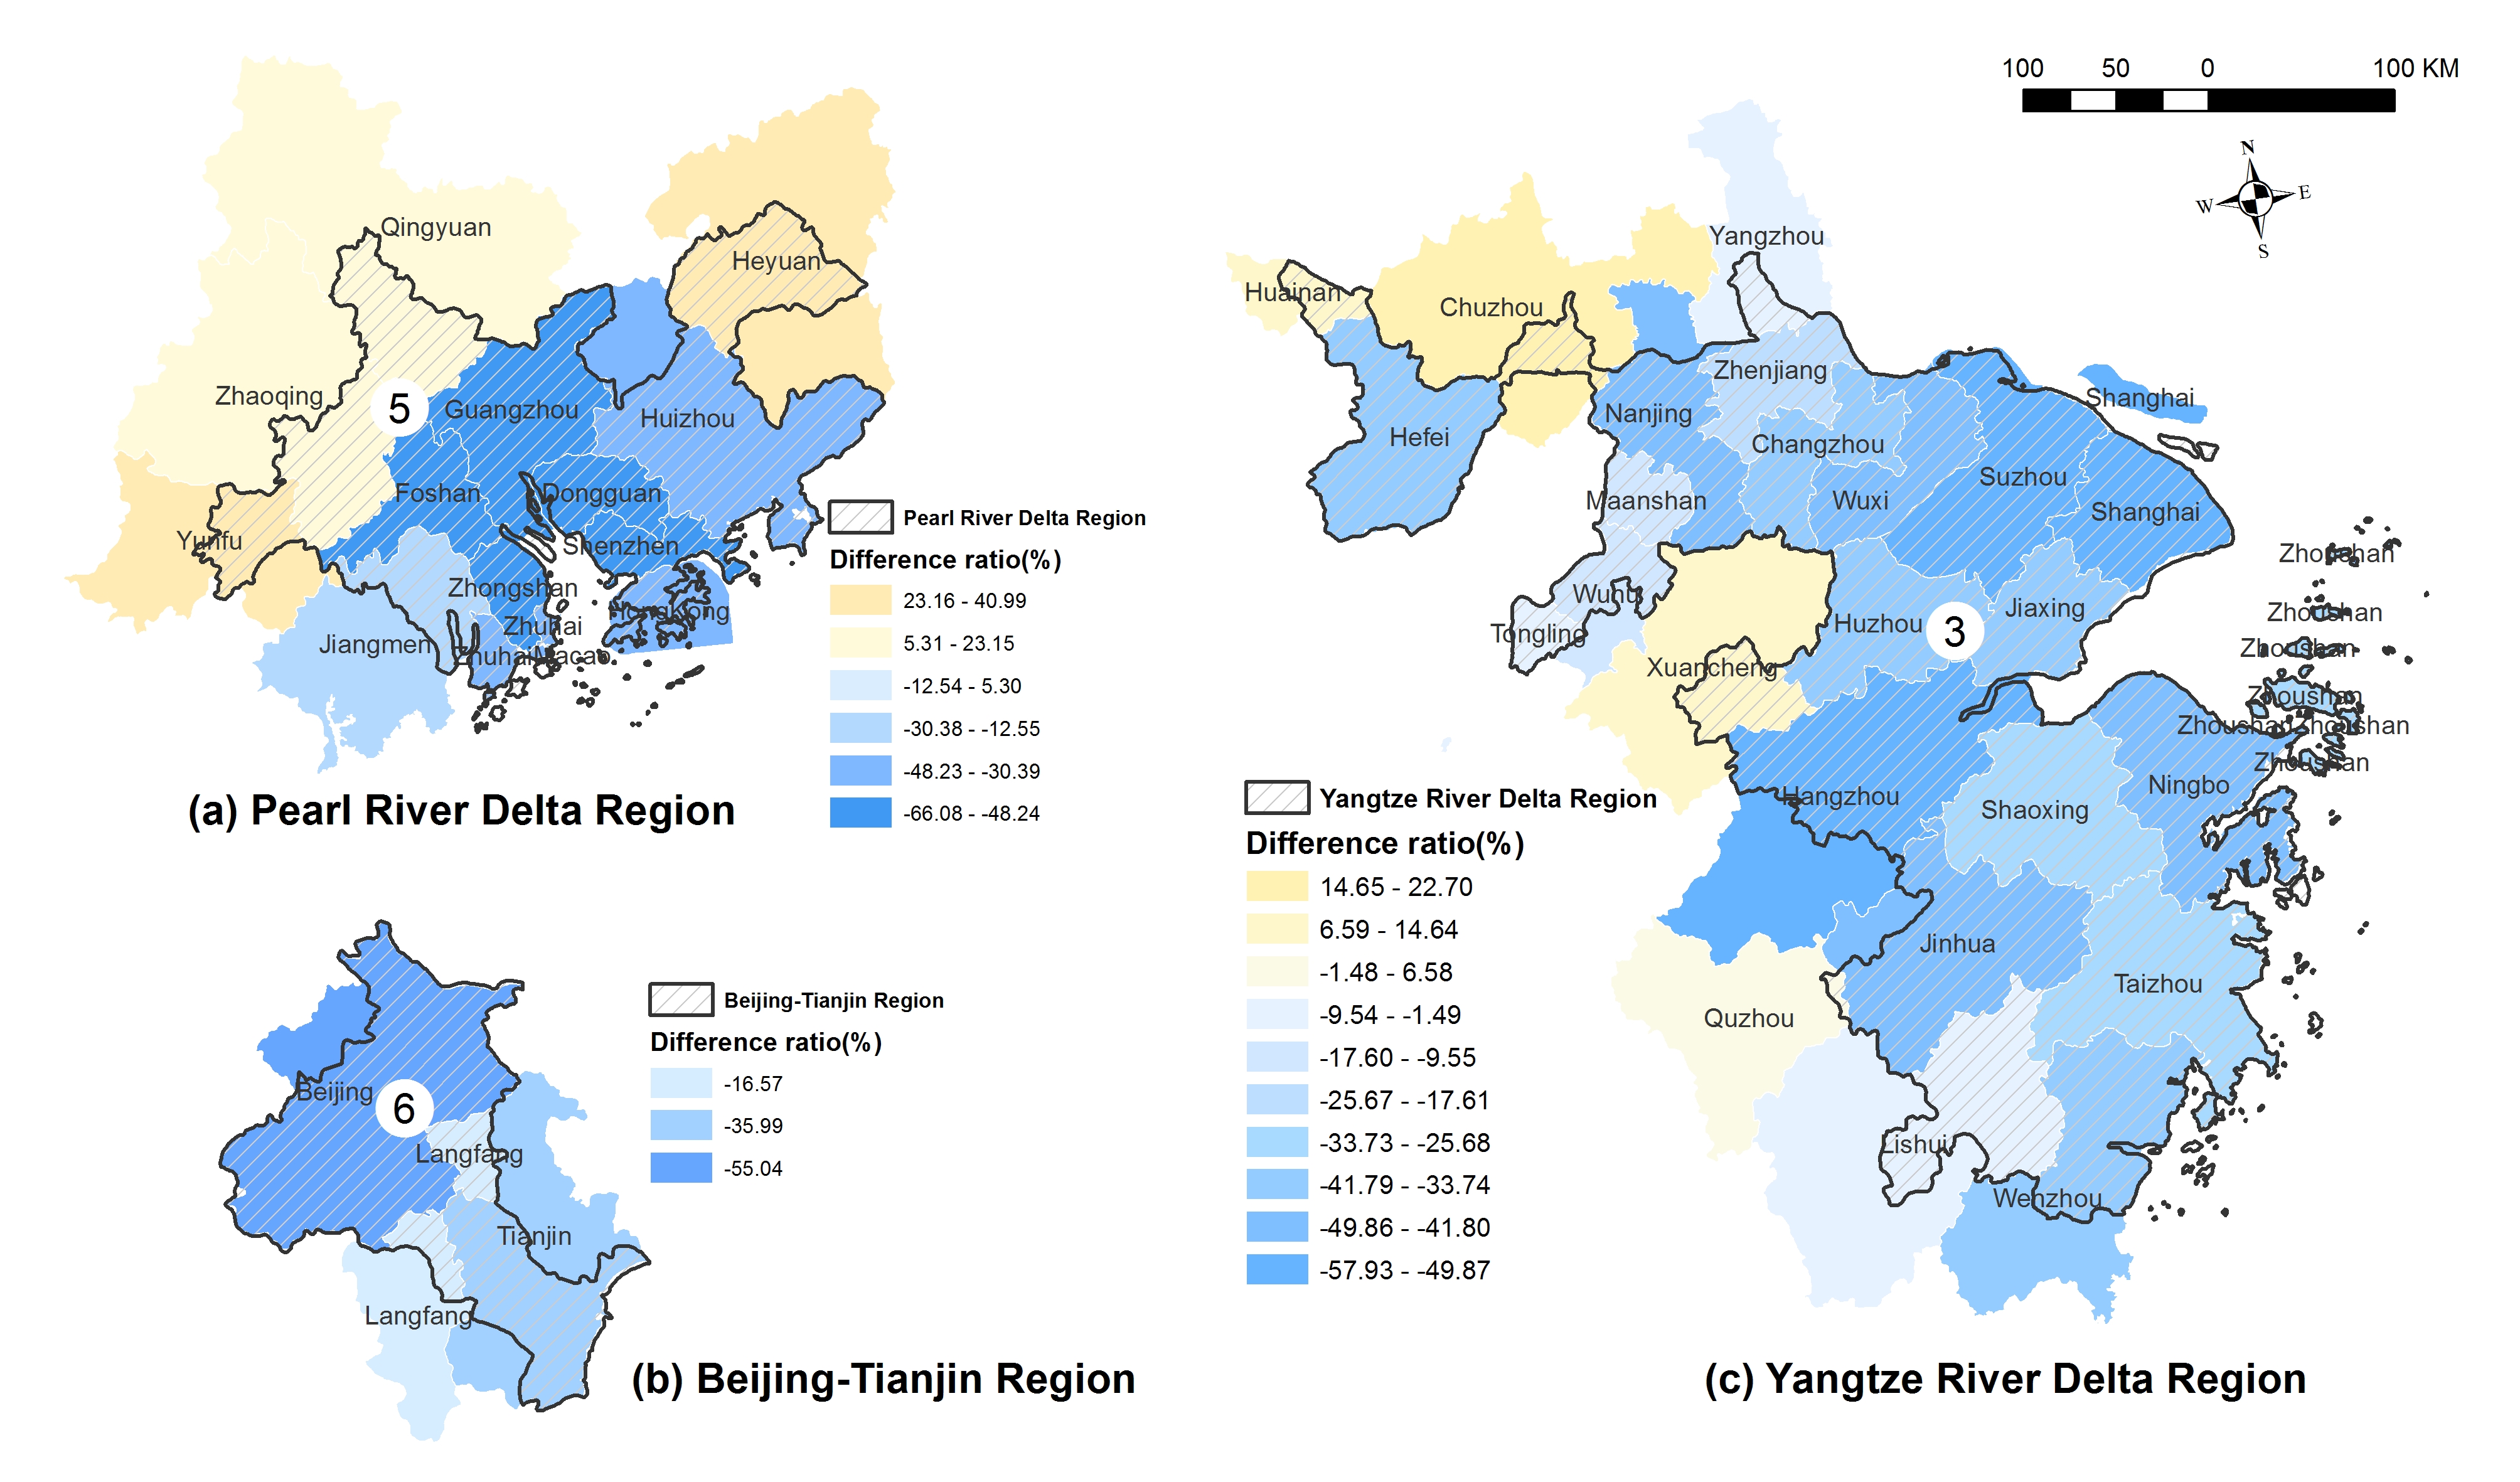 100 50 0 100 KM
N
W E
S
Qingyuan
Heyuan
Zhaoqing
5
Guangzhou
Huizhou
Foshan
Dongguan
Yunfu
Shenzhen
Zhongshan
HongKong
Zhuhai
Jiangmen
Zhuhai
Macao
Pearl River Delta Region
Difference ratio(%)
23.16 - 40.99
5.31 - 23.15
-12.54 - 5.30
-30.38 - -12.55
-48.23 - -30.39
-66.08 - -48.24
(a) Pearl River Delta Region
Beijing
6
Langfang
Tianjin
Langfang
Beijing-Tianjin Region
Difference ratio(%)
-16.57
-35.99
-55.04
(b) Beijing-Tianjin Region
Yangzhou
Huainan
Chuzhou
Zhenjiang
Shanghai
Nanjing
Hefei
Changzhou
Suzhou
Maanshan
Wuxi
Shanghai
Zhoushan
Wuhu
Jiaxing
Zhoushan
Tongling
Huzhou
3
Zhoushan
Xuancheng
Zhoushan
Zhoushan
Zhoushan
Zhoushan
Ningbo
Hangzhou
Shaoxing
Jinhua
Taizhou
Quzhou
Lishui
Wenzhou
Yangtze River Delta Region
Difference ratio(%)
14.65 - 22.70
6.59 - 14.64
-1.48 - 6.58
-9.54 - -1.49
-17.60 - -9.55
-25.67 - -17.61
-33.73 - -25.68
-41.79 - -33.74
-49.86 - -41.80
-57.93 - -49.87
(c) Yangtze River Delta Region